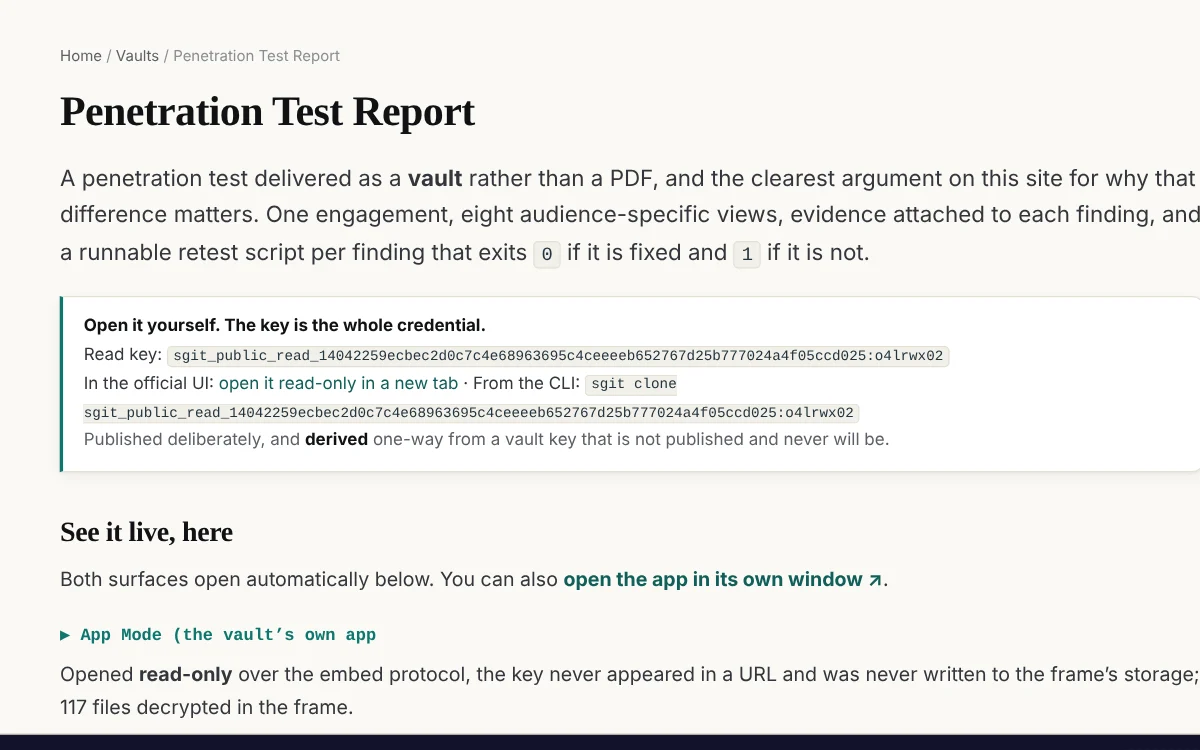 Home / Vaults / Penetration Test Report
Penetration Test Report
A penetration test delivered as a vault rather than a PDF, and the clearest argument on this site for why that
difference matters. One engagement, eight audience-specific views, evidence attached to each finding, and
a runnable retest script per finding that exits 0 if it is fixed and 1 if it is not.
Open it yourself. The key is the whole credential.
Read key: sgit_public_read_14042259ecbec2d0c7c4e68963695c4ceeeeb652767d25b777024a4f05ccd025:o4lrwx02
In the official UI: open it read-only in a new tab · From the CLI: sgit clone
sgit_public_read_14042259ecbec2d0c7c4e68963695c4ceeeeb652767d25b777024a4f05ccd025:o4lrwx02
Published deliberately, and derived one-way from a vault key that is not published and never will be.
See it live, here
Both surfaces open automatically below. You can also open the app in its own window ↗.
▶ App Mode (the vault’s own app
Opened read-only over the embed protocol, the key never appeared in a URL and was never written to the frame’s storage;
117 files decrypted in the frame.